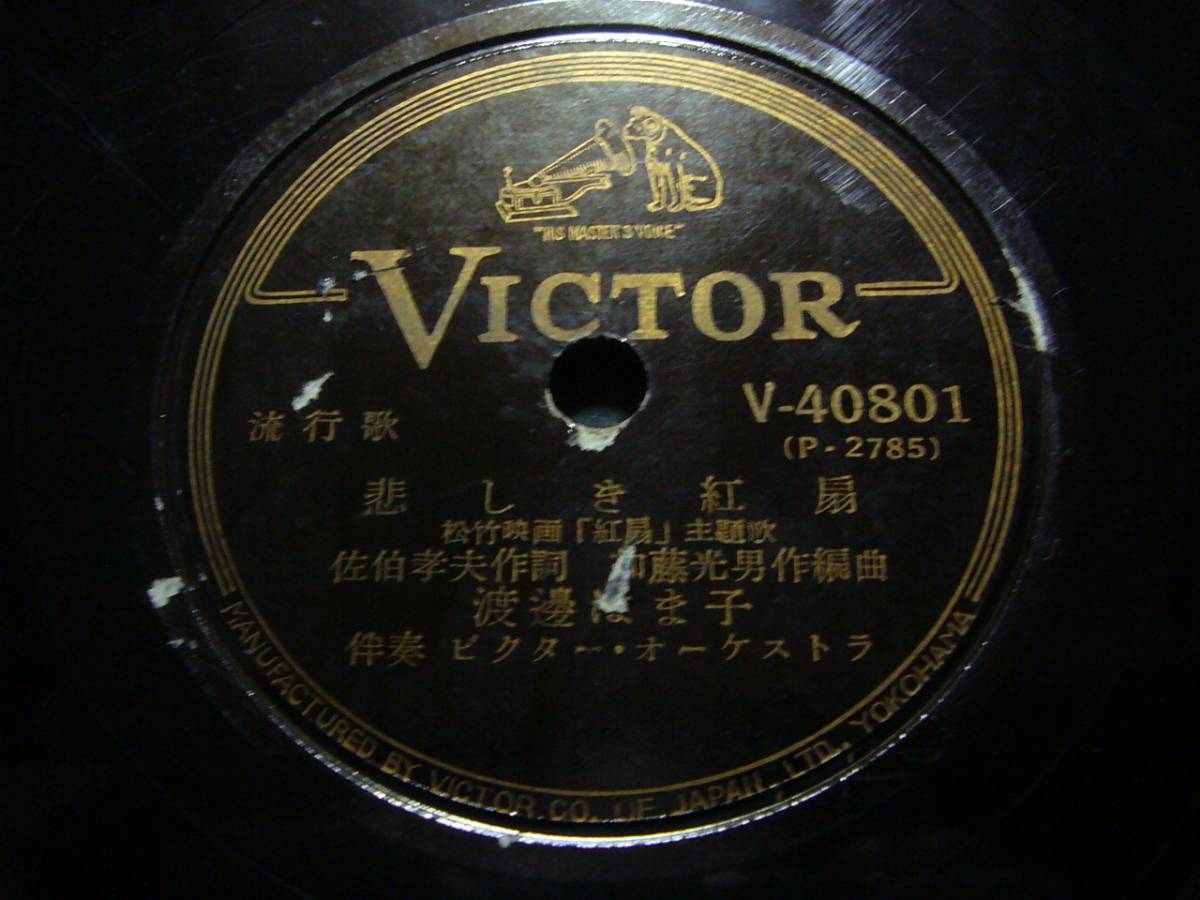 "HIS MASTER'S VOICE"
VICTOR
V-40801
(P-2785)
流行歌
悲しき紅扇
松竹映画「紅扇」主題歌
佐伯孝夫作詞 加藤光男作編曲
渡邊はま子
伴奏 ビクター・オーケストラ
MANUFACTURED BY VICTOR CO. OF JAPAN, LTD., YOKOHAMA